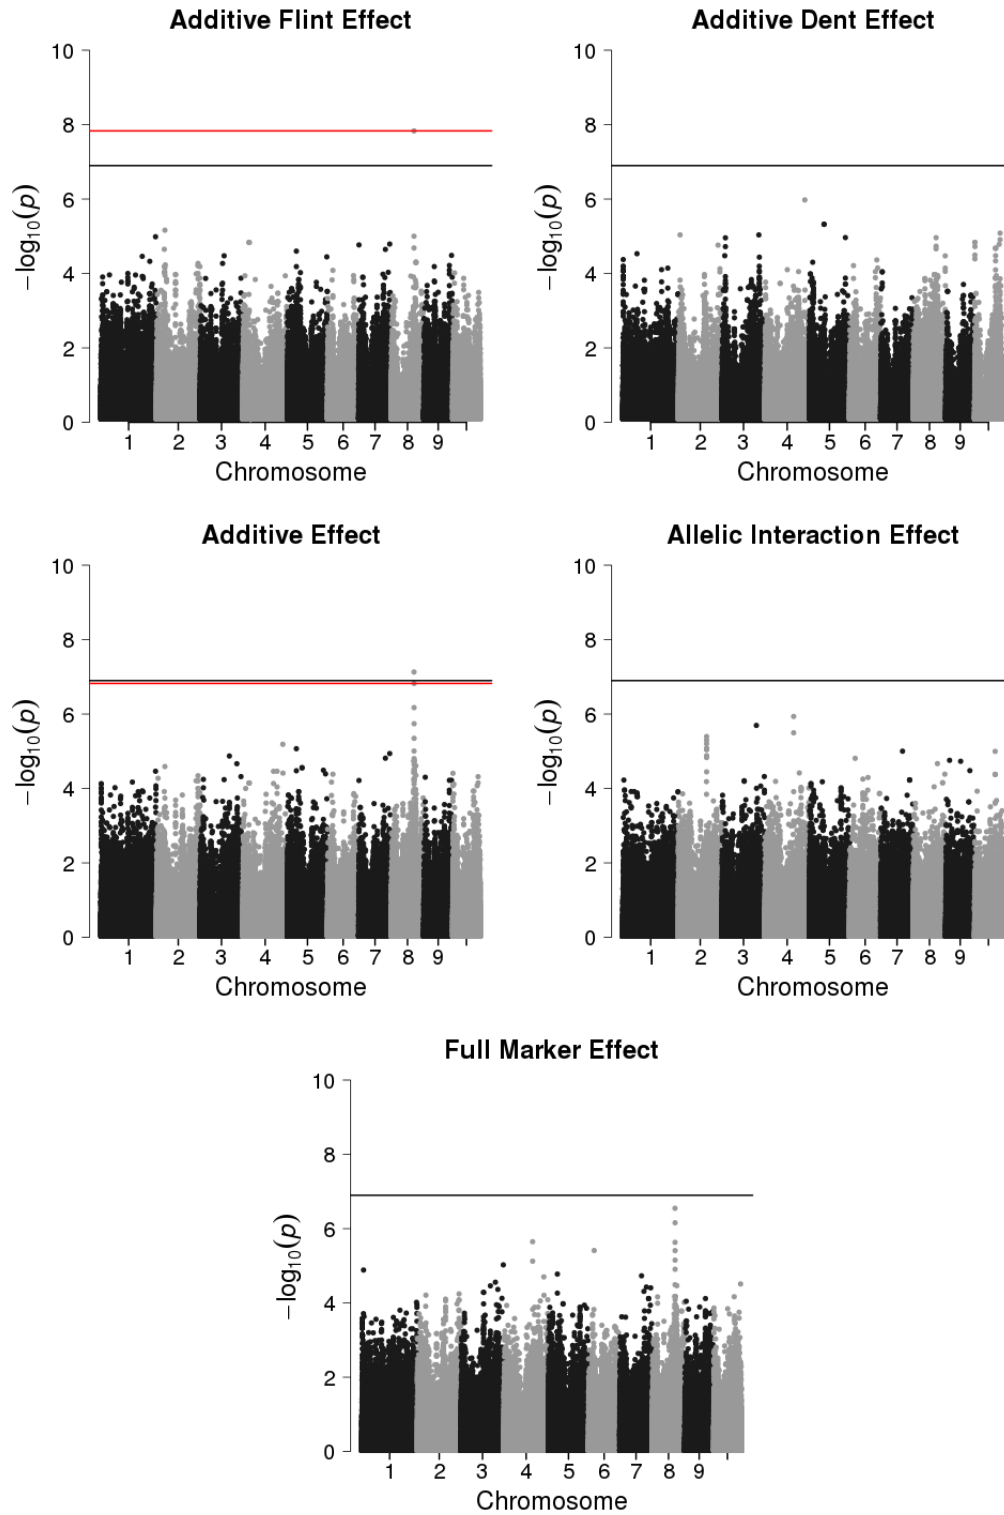 Additive Flint Effect
10
8
6
4
2
0
−log10(p)
1 2 3 4 5 6 7 8 9
Chromosome
Additive Dent Effect
10
8
6
4
2
0
−log10(p)
1 2 3 4 5 6 7 8 9
Chromosome
Additive Effect
10
8
6
4
2
0
−log10(p)
1 2 3 4 5 6 7 8 9
Chromosome
Allelic Interaction Effect
10
8
6
4
2
0
−log10(p)
1 2 3 4 5 6 7 8 9
Chromosome
Full Marker Effect
10
8
6
4
2
0
−log10(p)
1 2 3 4 5 6 7 8 9
Chromosome